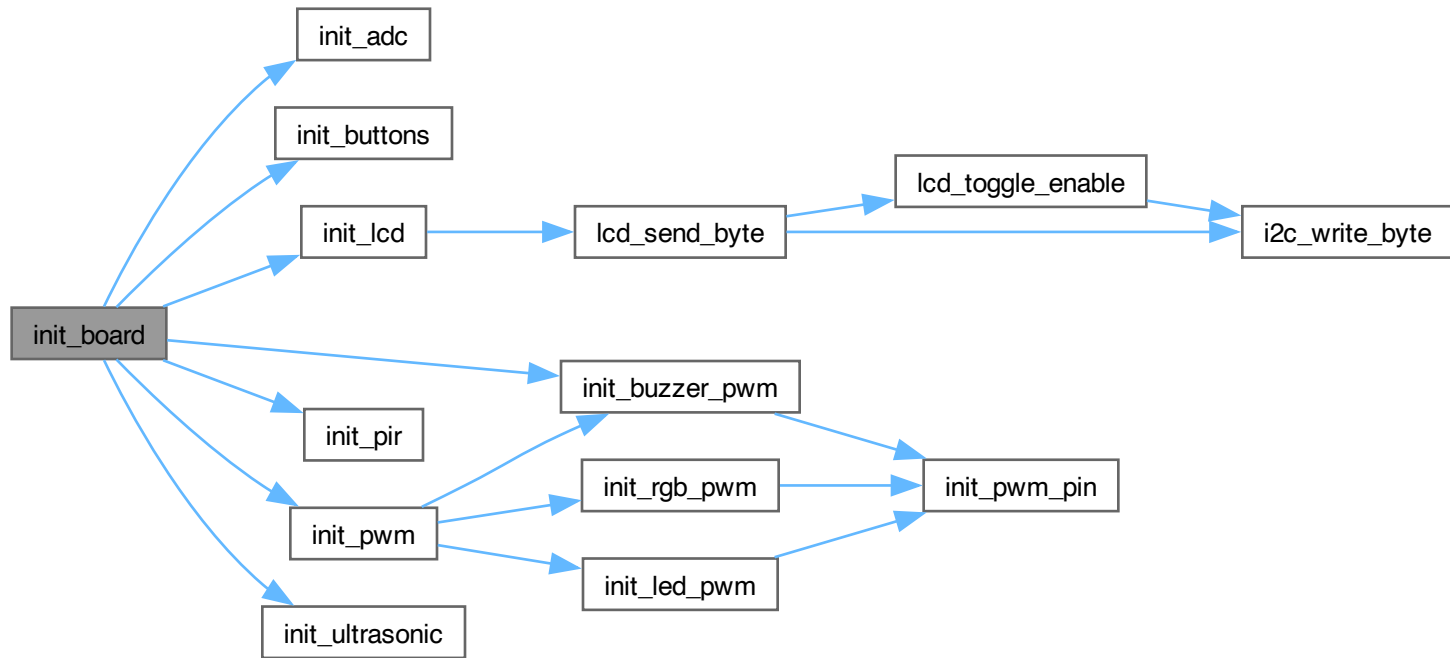 init_adc
init_buttons
lcd_toggle_enable
init_lcd
lcd_send_byte
i2c_write_byte
init_board
init_buzzer_pwm
init_pir
init_rgb_pwm
init_pwm_pin
init_pwm
init_led_pwm
init_ultrasonic